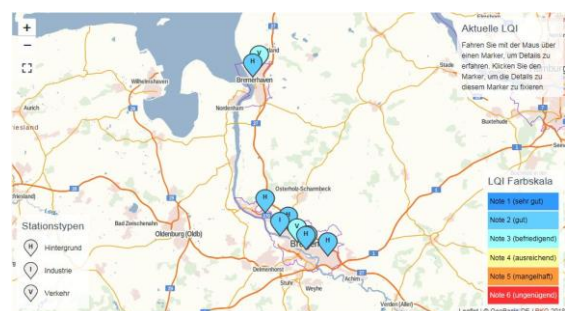 +
−
Aktuelle LQI
Fahren Sie mit der Maus über
einen Marker, um Details zu
erfahren. Klicken Sie den
Marker, um die Details zu
diesem Marker zu fixieren
Stade
Bremerhaven
Wilhelmshaven
Nordenham
Aurich
Buxtehude
Osterholz-Scharmbeck
Bad Zwischenahn
Oldenburg (Oldb)
Delmenhorst
Stuhr
Weyhe
Achim
Verden (Aller)
Stationstypen
H Hintergrund
I Industrie
V Verkehr
LQI Farbskala
Note 1 (sehr gut)
Note 2 (gut)
Note 3 (befriedigend)
Note 4 (ausreichend)
Note 5 (mangelhaft)
Note 6 (ungenügend)